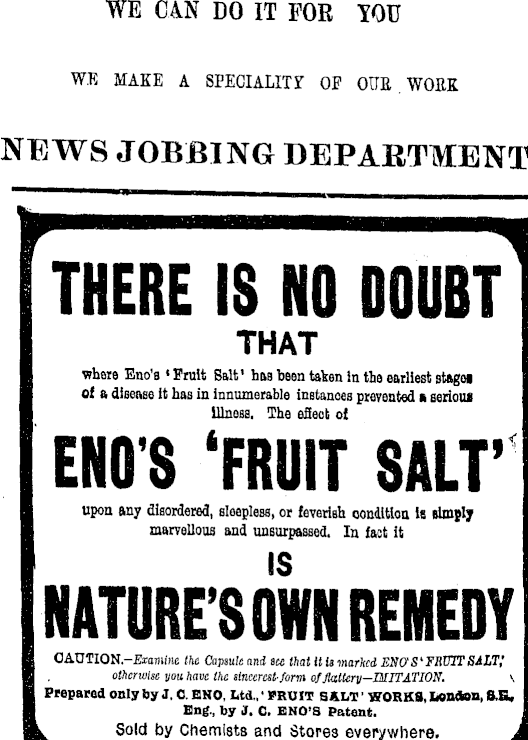 WE CAN DO IT FOR YOU
WE MAKE A SPECIALITY OF OUR WORK
NEWS JOBBING DEPARTMENT
THERE IS NO DOUBT
THAT
where Eno's 'Fruit Salt' has been taken in the earliest stages
of a disease it has in innumerable instances prevented a serious
illness. The effect of
ENO'S 'FRUIT SALT'
upon any disordered, sleepless, or feverish condition is simply
marvellous and unsurpassed. In fact it
IS
NATURE'S OWN REMEDY
CAUTION.—Examine the Capsule and see that it is marked ENO'S 'FRUIT SALT,'
otherwise you have the sincerest form of flattery—IMITATION.
Prepared only by J. C. ENO, Ltd., 'FRUIT SALT' WORKS, London, S.E.,
Eng., by J. C. ENO'S Patent.
Sold by Chemists and Stores everywhere.